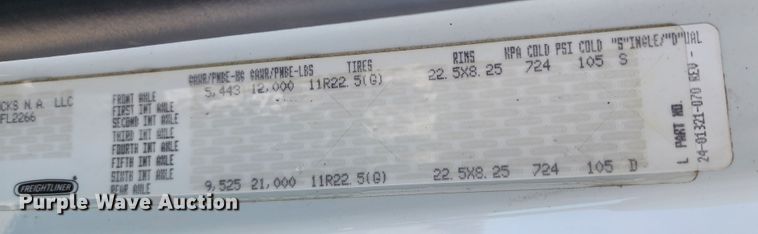 GAWR/PNBE-KG GAWR/PNBE-LBS TIRES RIMS KPA COLD PSI COLD "S"INGLE/"D"UAL
FRONT AXLE 5,443 12,000 11R22.5(G) 22.5X8.25 724 105 S
FIRST INT AXLE
SECOND INT AXLE
THIRD INT AXLE
FOURTH INT AXLE
FIFTH INT AXLE
SIXTH INT AXLE
REAR AXLE 9,525 21,000 11R22.5(G) 22.5X8.25 724 105 D
CKS N.A. LLC
FL2266
FREIGHTLINER
L PART NO.
24-01321-070 REV -
Purple Wave Auction